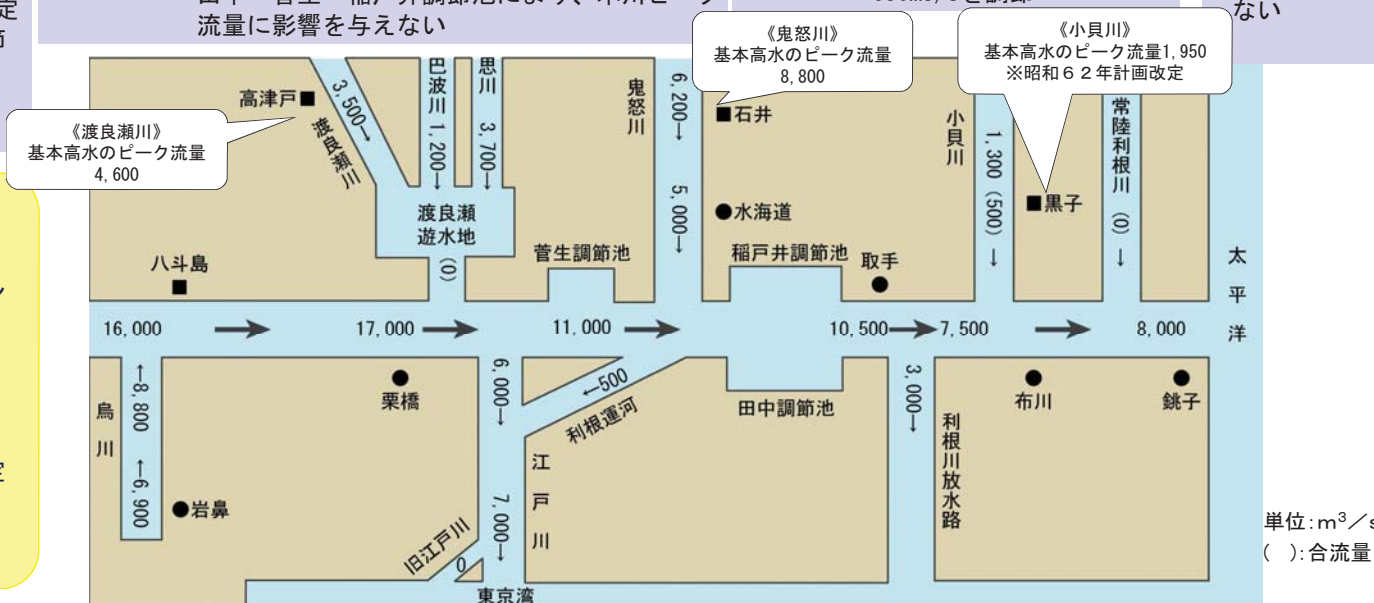 流量に影響を与えない
ない
《鬼怒川》
基本高水のピーク流量
8,800
《小貝川》
基本高水のピーク流量1,950
※昭和62年計画改定
《渡良瀬川》
基本高水のピーク流量
4,600
高津戸■
3,500→
渡良瀬川
巴波川 1,200→
思川 3,700→
渡良瀬
遊水地
(0)
鬼怒川
6,200→
5,000→
■石井
●水海道
小貝川
1,300 (500) →
■黒子
常陸利根川 (0) →
太平洋
八斗島
■
菅生調節池
稲戸井調節池
取手
●
16,000 →
17,000 →
11,000 →
10,500→7,500 →
8,000
烏川
←8,800 ←6,900
●岩鼻
●
栗橋
6,000→
←500
利根運河
田中調節池
3,000→
利根川放水路
●
布川
●
銚子
江戸川
7,000→
旧江戸川
0
東京湾
単位:m³/s
( ):合流量